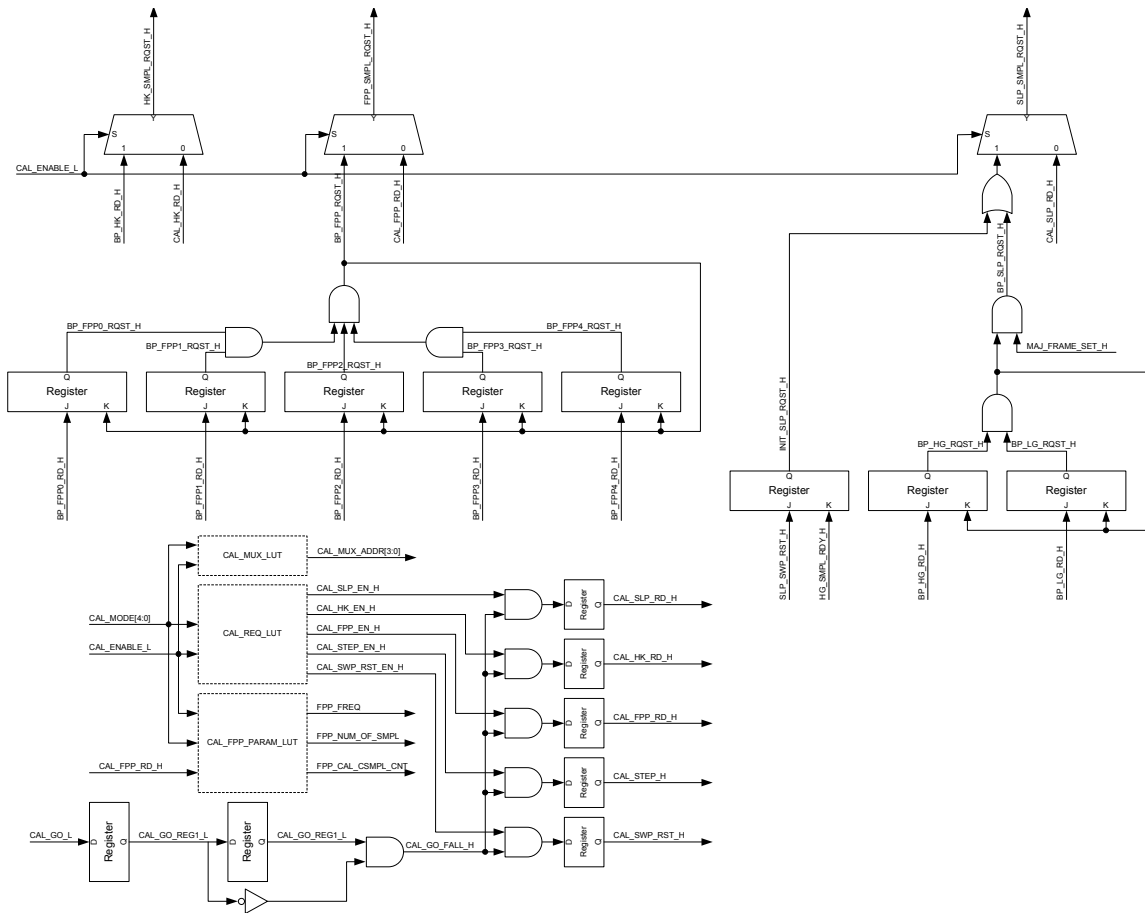 HK_SMPL_RQST_H
FPP_SMPL_RQST_H
SLP_SMPL_RQST_H
Y
Y
Y
S
S
S
1
0
1
0
1
0
CAL_ENABLE_L
BP_HK_RD_H
CAL_HK_RD_H
BP_FPP_RQST_H
CAL_FPP_RD_H
CAL_SLP_RD_H
BP_SLP_RQST_H
INIT_SLP_RQST_H
BP_FPP0_RQST_H
BP_FPP1_RQST_H
BP_FPP2_RQST_H
BP_FPP3_RQST_H
BP_FPP4_RQST_H
MAJ_FRAME_SET_H
Q
Register
J
K
Q
Register
J
K
Q
Register
J
K
Q
Register
J
K
Q
Register
J
K
BP_FPP0_RD_H
BP_FPP1_RD_H
BP_FPP2_RD_H
BP_FPP3_RD_H
BP_FPP4_RD_H
BP_HG_RQST_H
BP_LG_RQST_H
Q
Register
J
K
Q
Register
J
K
Q
Register
J
K
SLP_SWP_RST_H
HG_SMPL_RDY_H
BP_HG_RD_H
BP_LG_RD_H
CAL_MUX_LUT
CAL_MUX_ADDR[3:0]
CAL_MODE[4:0]
CAL_ENABLE_L
CAL_REQ_LUT
CAL_SLP_EN_H
CAL_HK_EN_H
CAL_FPP_EN_H
CAL_STEP_EN_H
CAL_SWP_RST_EN_H
CAL_FPP_RD_H
CAL_FPP_PARAM_LUT
FPP_FREQ
FPP_NUM_OF_SMPL
FPP_CAL_CSMPL_CNT
D
Register
Q
CAL_SLP_RD_H
D
Register
Q
CAL_HK_RD_H
D
Register
Q
CAL_FPP_RD_H
D
Register
Q
CAL_STEP_H
D
Register
Q
CAL_SWP_RST_H
CAL_GO_L
D
Register
Q
CAL_GO_REG1_L
D
Register
Q
CAL_GO_REG1_L
CAL_GO_FALL_H